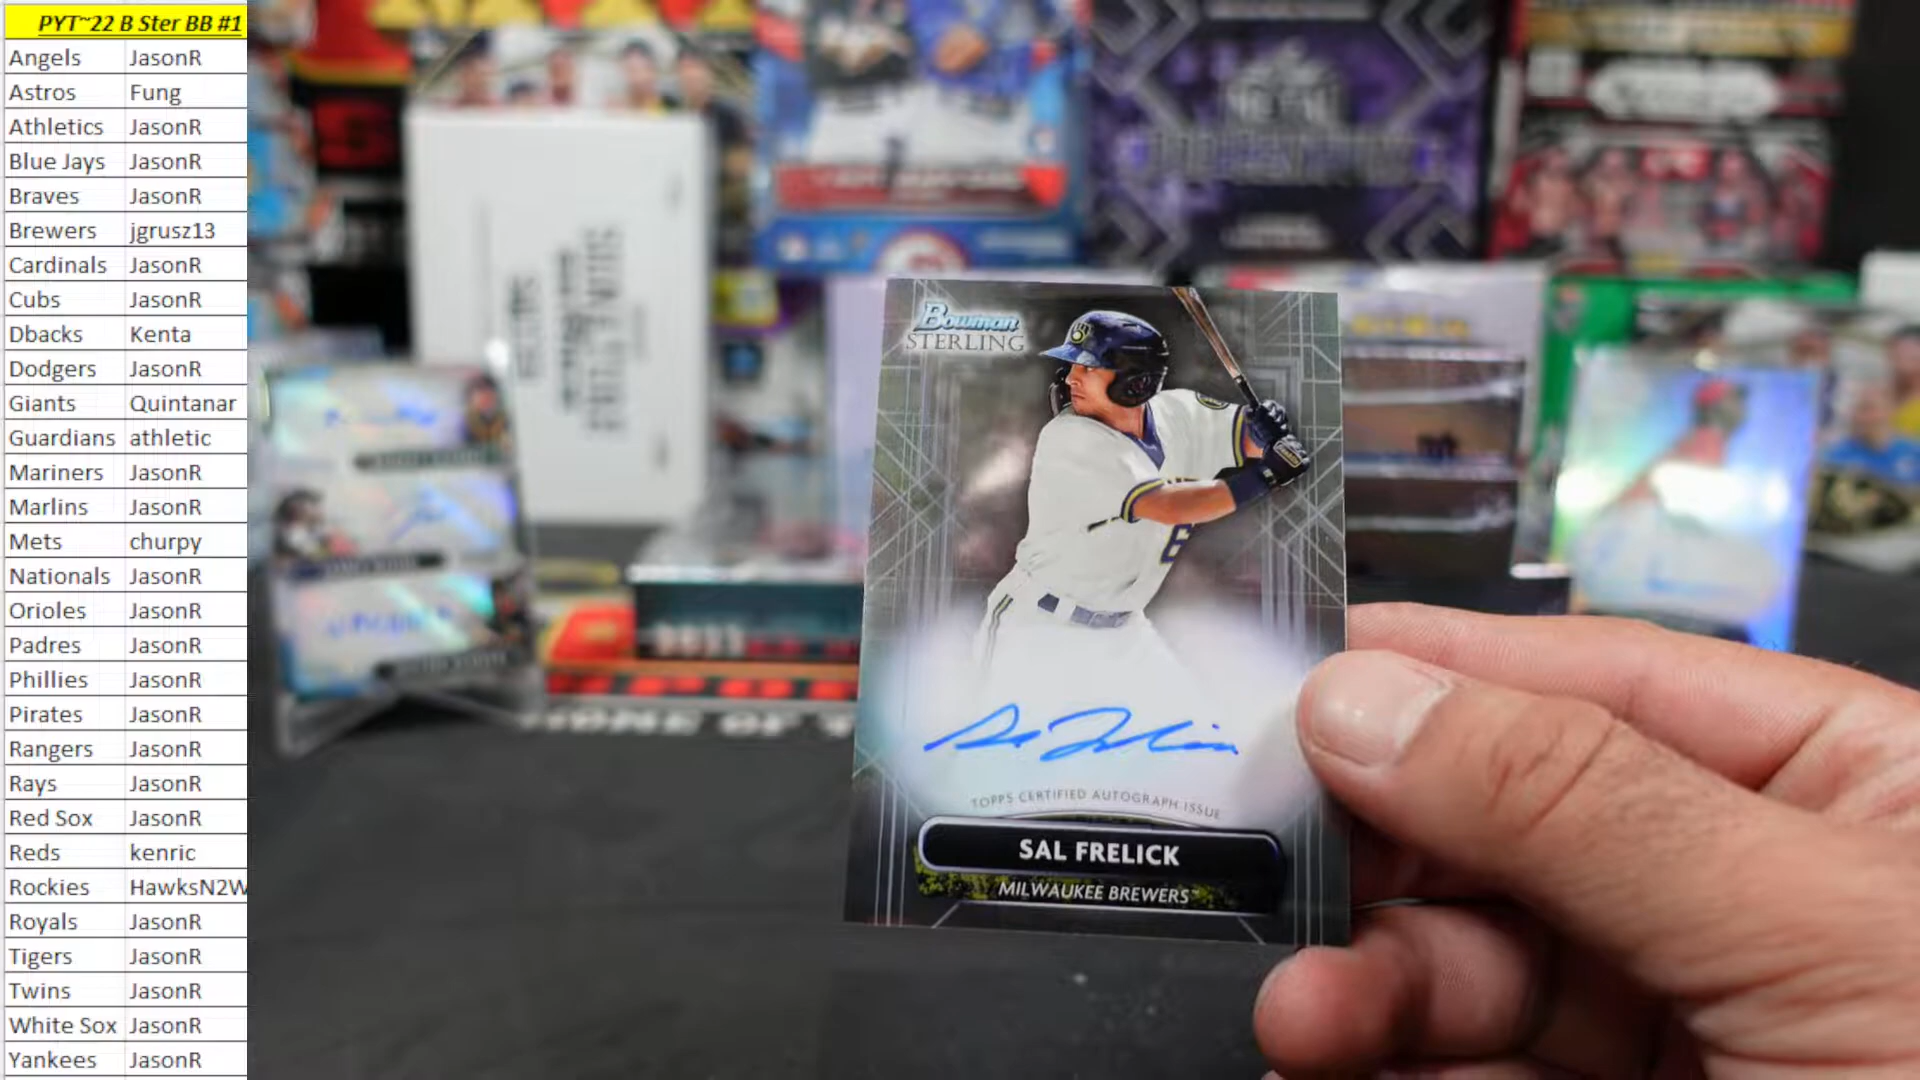 PYT~22 B Ster BB #1
Angels JasonR
Astros Fung
Athletics JasonR
Blue Jays JasonR
Braves JasonR
Brewers jgrusz13
Cardinals JasonR
Cubs JasonR
Dbacks Kenta
Dodgers JasonR
Giants Quintanar
Guardians athletic
Mariners JasonR
Marlins JasonR
Mets churpy
Nationals JasonR
Orioles JasonR
Padres JasonR
Phillies JasonR
Pirates JasonR
Rangers JasonR
Rays JasonR
Red Sox JasonR
Reds kenric
Rockies HawksN2W
Royals JasonR
Tigers JasonR
Twins JasonR
White Sox JasonR
Yankees JasonR
Bowman
STERLING
6
TOPPS CERTIFIED AUTOGRAPH ISSUE
SAL FRELICK
MILWAUKEE BREWERS™